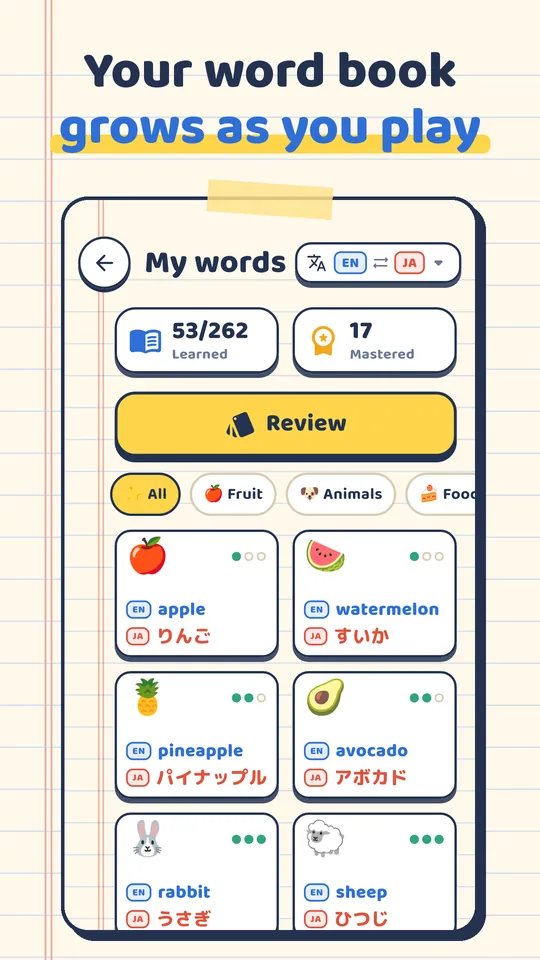 Your word book
grows as you play
My words
EN
JA
53/262
Learned
17
Mastered
Review
All
Fruit
Animals
EN apple
JA りんご
EN watermelon
JA すいか
EN pineapple
JA パイナップル
EN avocado
JA アボカド
EN rabbit
JA うさぎ
EN sheep
JA ひつじ